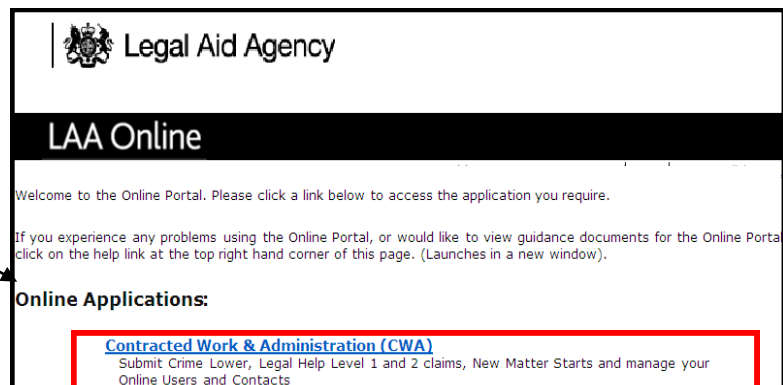 Legal Aid Agency
LAA Online
Welcome to the Online Portal. Please click a link below to access the application you require.
If you experience any problems using the Online Portal, or would like to view guidance documents for the Online Portal
click on the help link at the top right hand corner of this page. (Launches in a new window).
Online Applications:
Contracted Work & Administration (CWA)
Submit Crime Lower, Legal Help Level 1 and 2 claims, New Matter Starts and manage your
Online Users and Contacts